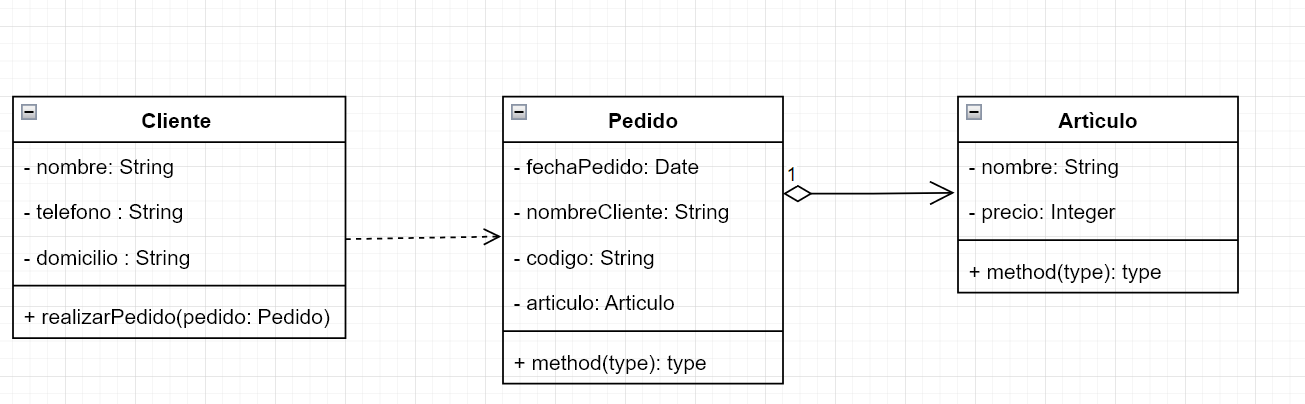 Cliente
- nombre: String
- telefono : String
- domicilio : String
+ realizarPedido(pedido: Pedido)
Pedido
- fechaPedido: Date
- nombreCliente: String
- codigo: String
- articulo: Articulo
+ method(type): type
1
Articulo
- nombre: String
- precio: Integer
+ method(type): type